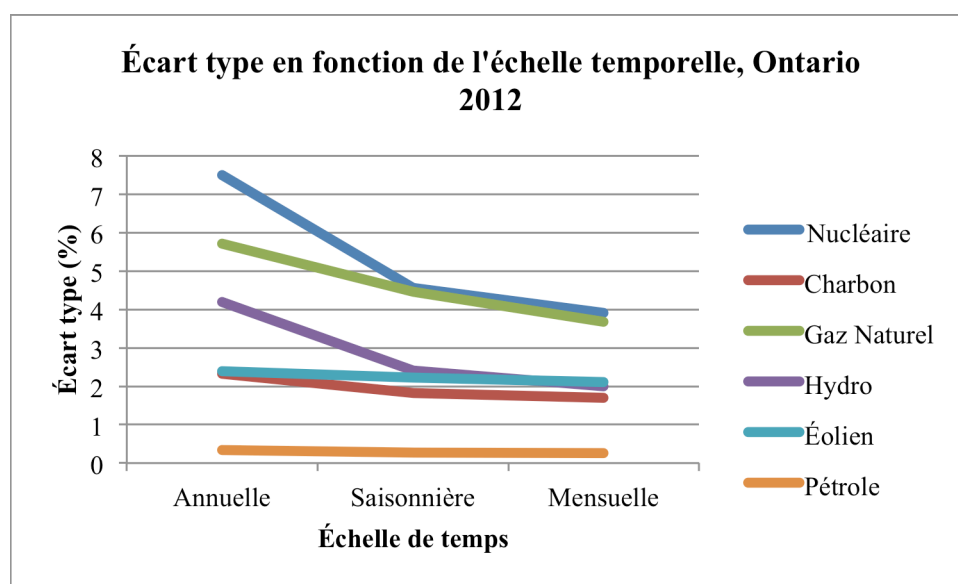 Écart type en fonction de l'échelle temporelle, Ontario
2012
Écart type (%)
8
7
6
5
4
3
2
1
0
Annuelle
Saisonnière
Mensuelle
Échelle de temps
Nucléaire
Charbon
Gaz Naturel
Hydro
Éolien
Pétrole